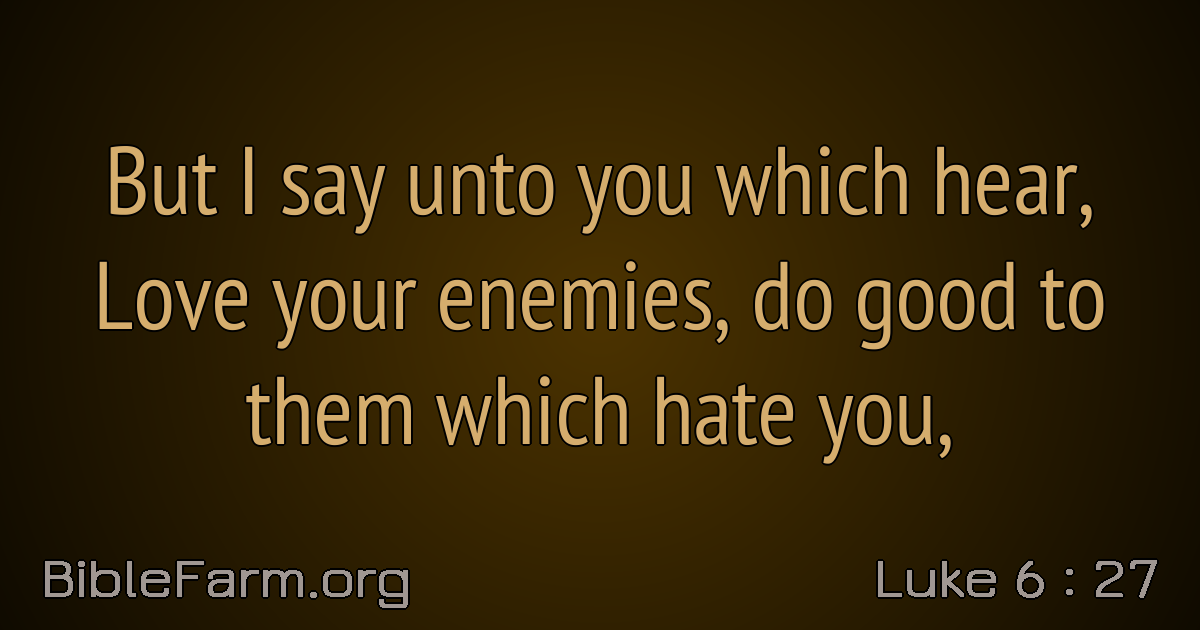 But I say unto you which hear,
Love your enemies, do good to
them which hate you,
BibleFarm.org
Luke 6 : 27